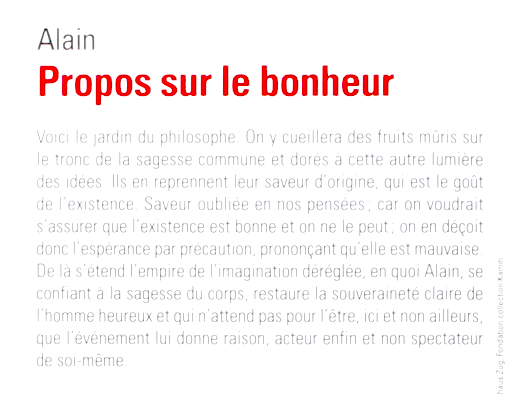 Alain
Propos sur le bonheur
Voici le jardin du philosophe. On y cueillera des fruits mûris sur
le tronc de la sagesse commune et dorés à cette autre lumière
des idées. Ils en reprennent leur saveur d'origine, qui est le goût
de l'existence. Saveur oubliée en nos pensées; car on voudrait
s'assurer que l'existence est bonne et on ne le peut; on en déçoit
donc l'espérance par précaution, prononçant qu'elle est mauvaise.
De là s'étend l'empire de l'imagination déréglée, en quoi Alain, se
confiant à la sagesse du corps, restaure la souveraineté claire de
l'homme heureux et qui n'attend pas pour l'être, ici et non ailleurs,
que l'événement lui donne raison, acteur enfin et non spectateur
de soi-même.
haus Zug, Fondation collection Kamm